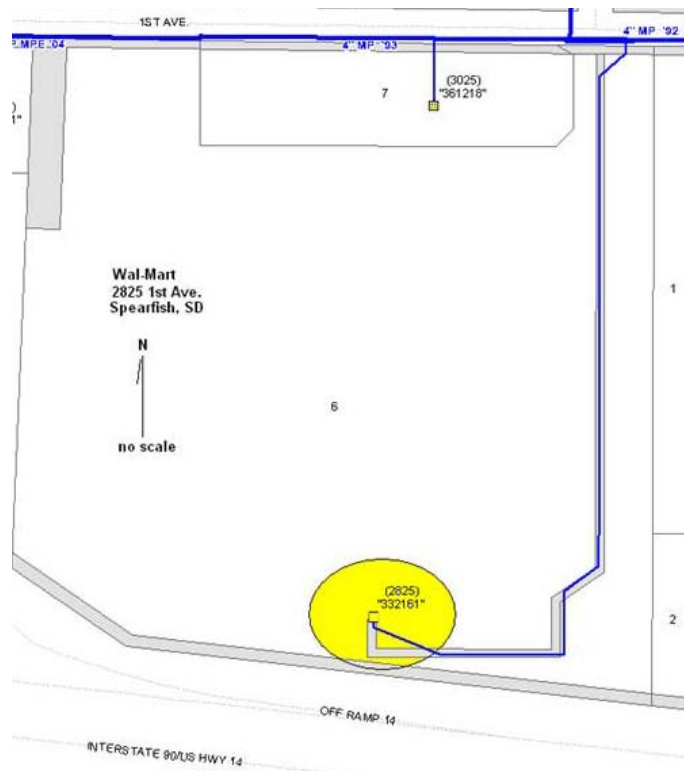 1ST AVE.
4" MP '92
MPE '04
4" MP '93
(3025)
"361218"
7
1"
Wal-Mart
2825 1st Ave.
Spearfish, SD
1
N
6
no scale
(2825)
"332161"
2
OFF RAMP 14
INTERSTATE 90/US HWY 14